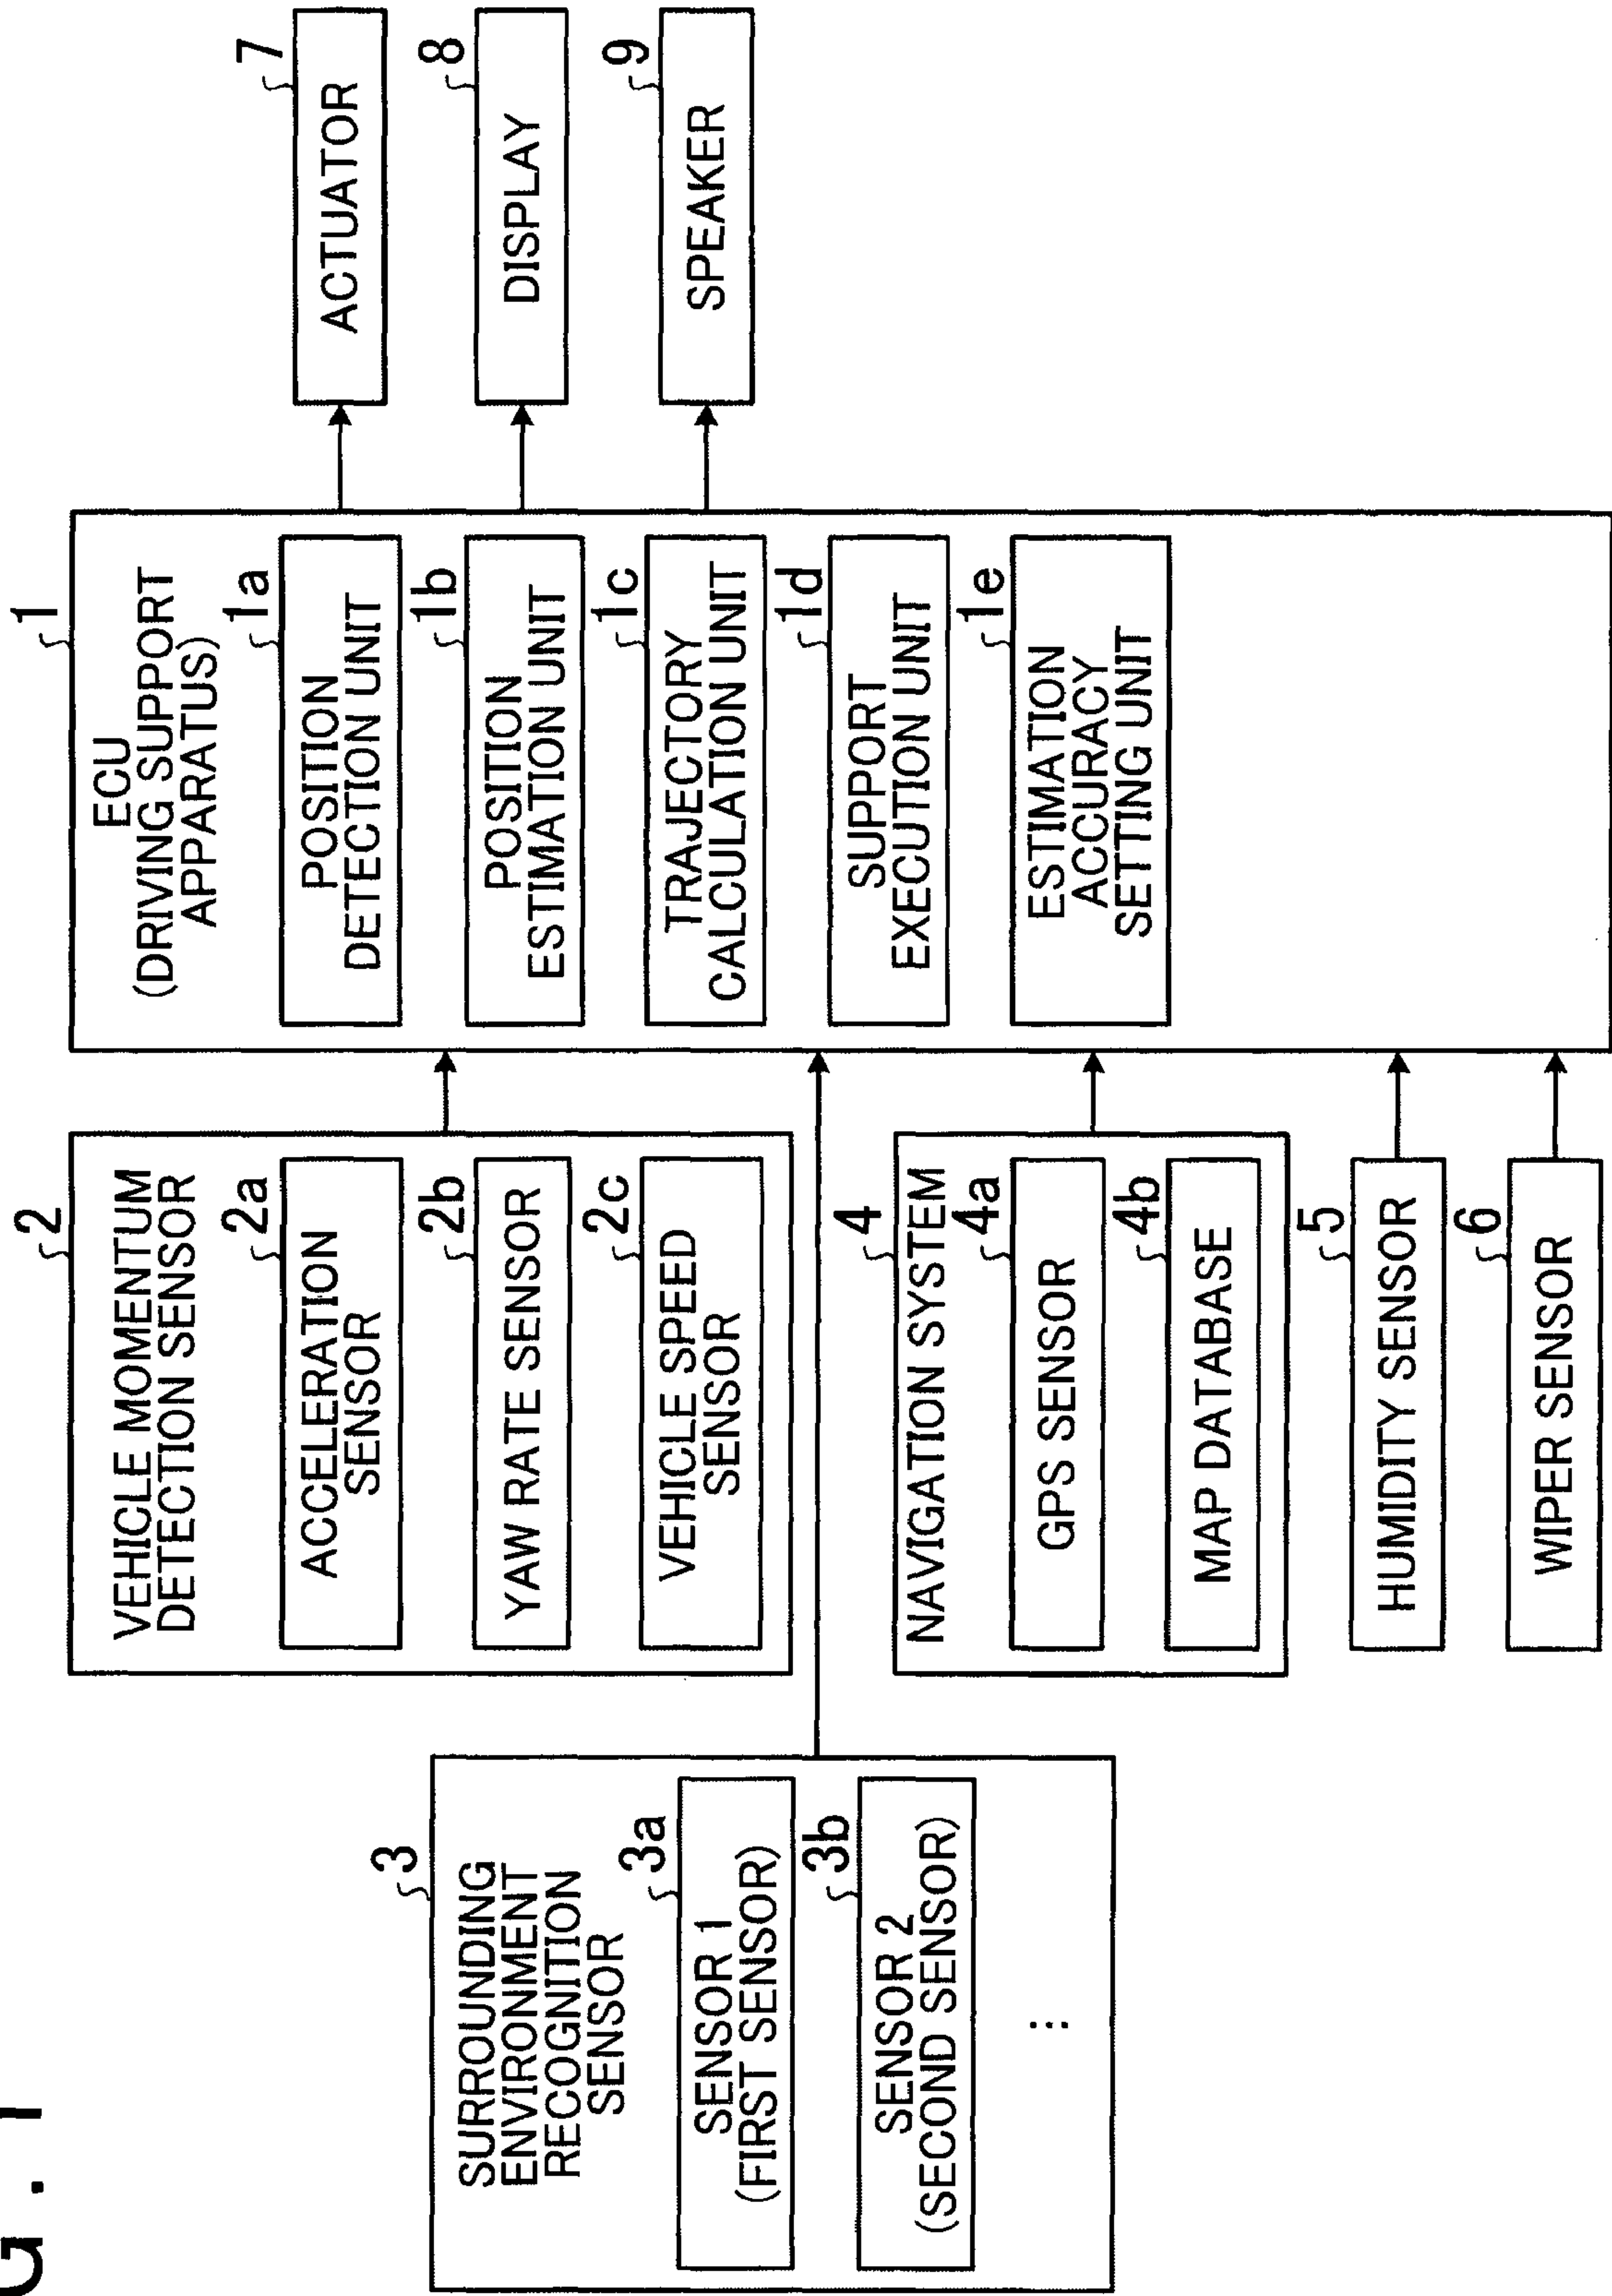 G. 1
3
SURROUNDING
ENVIRONMENT
RECOGNITION
SENSOR
3a
SENSOR 1
(FIRST SENSOR)
3b
SENSOR 2
(SECOND SENSOR)
⋮
2
VEHICLE MOMENTUM
DETECTION SENSOR
2a
ACCELERATION
SENSOR
2b
YAW RATE SENSOR
2c
VEHICLE SPEED
SENSOR
4
NAVIGATION SYSTEM
4a
GPS SENSOR
4b
MAP DATABASE
5
HUMIDITY SENSOR
6
WIPER SENSOR
1
ECU
(DRIVING SUPPORT
APPARATUS)
1a
POSITION
DETECTION UNIT
1b
POSITION
ESTIMATION UNIT
1c
TRAJECTORY
CALCULATION UNIT
1d
SUPPORT
EXECUTION UNIT
1e
ESTIMATION
ACCURACY
SETTING UNIT
7
ACTUATOR
8
DISPLAY
9
SPEAKER